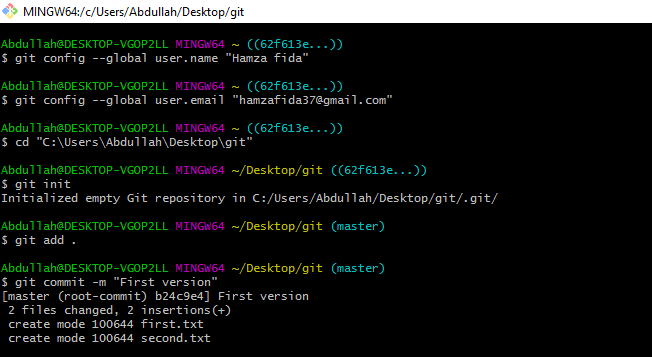 MINGW64:/c/Users/Abdullah/Desktop/git
Abdullah@DESKTOP-VGOP2LL MINGW64 ~ ((62f613e...))
$ git config --global user.name "Hamza fida"
Abdullah@DESKTOP-VGOP2LL MINGW64 ~ ((62f613e...))
$ git config --global user.email "hamzafida37@gmail.com"
Abdullah@DESKTOP-VGOP2LL MINGW64 ~ ((62f613e...))
$ cd "C:\Users\Abdullah\Desktop\git"
Abdullah@DESKTOP-VGOP2LL MINGW64 ~/Desktop/git ((62f613e...))
$ git init
Initialized empty Git repository in C:/Users/Abdullah/Desktop/git/.git/
Abdullah@DESKTOP-VGOP2LL MINGW64 ~/Desktop/git (master)
$ git add .
Abdullah@DESKTOP-VGOP2LL MINGW64 ~/Desktop/git (master)
$ git commit -m "First version"
[master (root-commit) b24c9e4] First version
 2 files changed, 2 insertions(+)
 create mode 100644 first.txt
 create mode 100644 second.txt